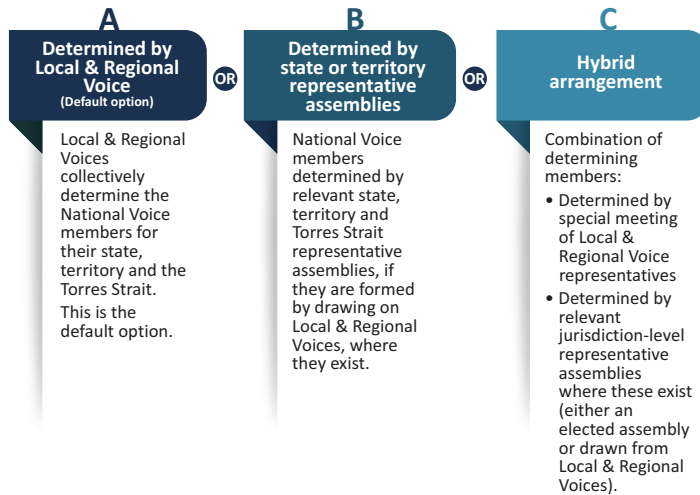 A
Determined by
Local & Regional
Voice
(Default option)
Local & Regional
Voices
collectively
determine the
National Voice
members for
their state,
territory and the
Torres Strait.
This is the
default option.
OR
B
Determined by
state or territory
representative
assemblies
National Voice
members
determined by
relevant state,
territory and
Torres Strait
representative
assemblies, if
they are formed
by drawing on
Local & Regional
Voices, where
they exist.
OR
C
Hybrid
arrangement
Combination of
determining
members:
• Determined by
special meeting
of Local &
Regional Voice
representatives
• Determined by
relevant
jurisdiction-level
representative
assemblies
where these exist
(either an
elected assembly
or drawn from
Local & Regional
Voices).